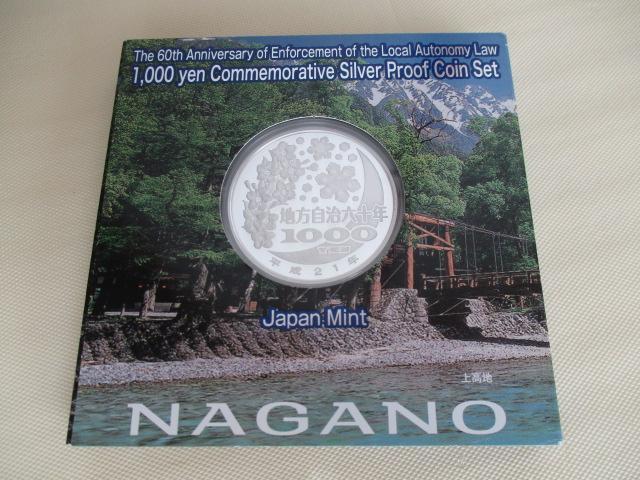 The 60th Anniversary of Enforcement of the Local Autonomy Law
1,000 yen Commemorative Silver Proof Coin Set
地方自治六十年
1000
YEN
平成21年
Japan Mint
上高地
NAGANO